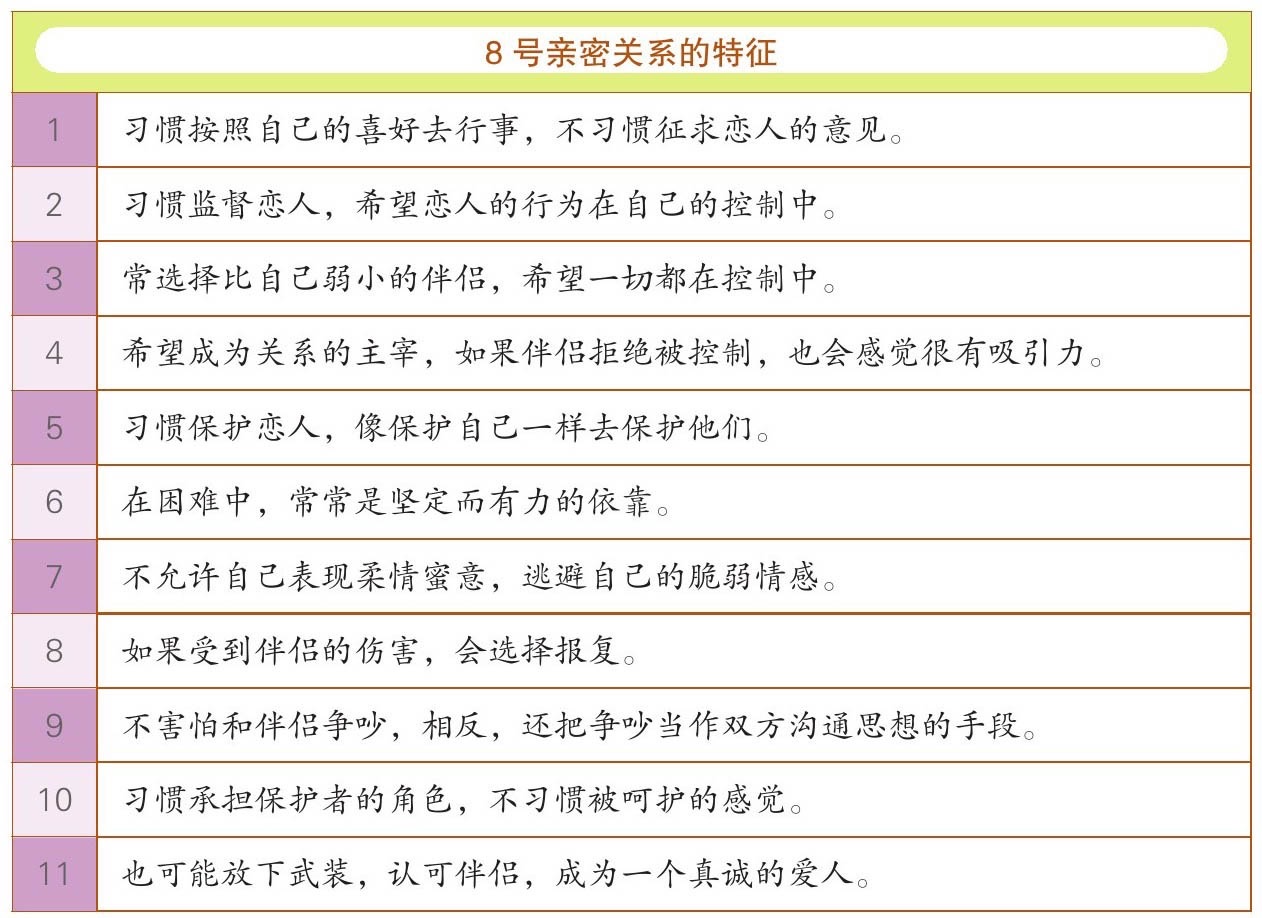 8 号亲密关系的特征
1 习惯按照自己的喜好去行事，不习惯征求恋人的意见。
2 习惯监督恋人，希望恋人的行为在自己的控制中。
3 常选择比自己弱小的伴侣，希望一切都在控制中。
4 希望成为关系的主宰，如果伴侣拒绝被控制，也会感觉很有吸引力。
5 习惯保护恋人，像保护自己一样去保护他们。
6 在困难中，常常是坚定而有力的依靠。
7 不允许自己表现柔情蜜意，逃避自己的脆弱情感。
8 如果受到伴侣的伤害，会选择报复。
9 不害怕和伴侣争吵，相反，还把争吵当作双方沟通思想的手段。
10 习惯承担保护者的角色，不习惯被呵护的感觉。
11 也可能放下武装，认可伴侣，成为一个真诚的爱人。